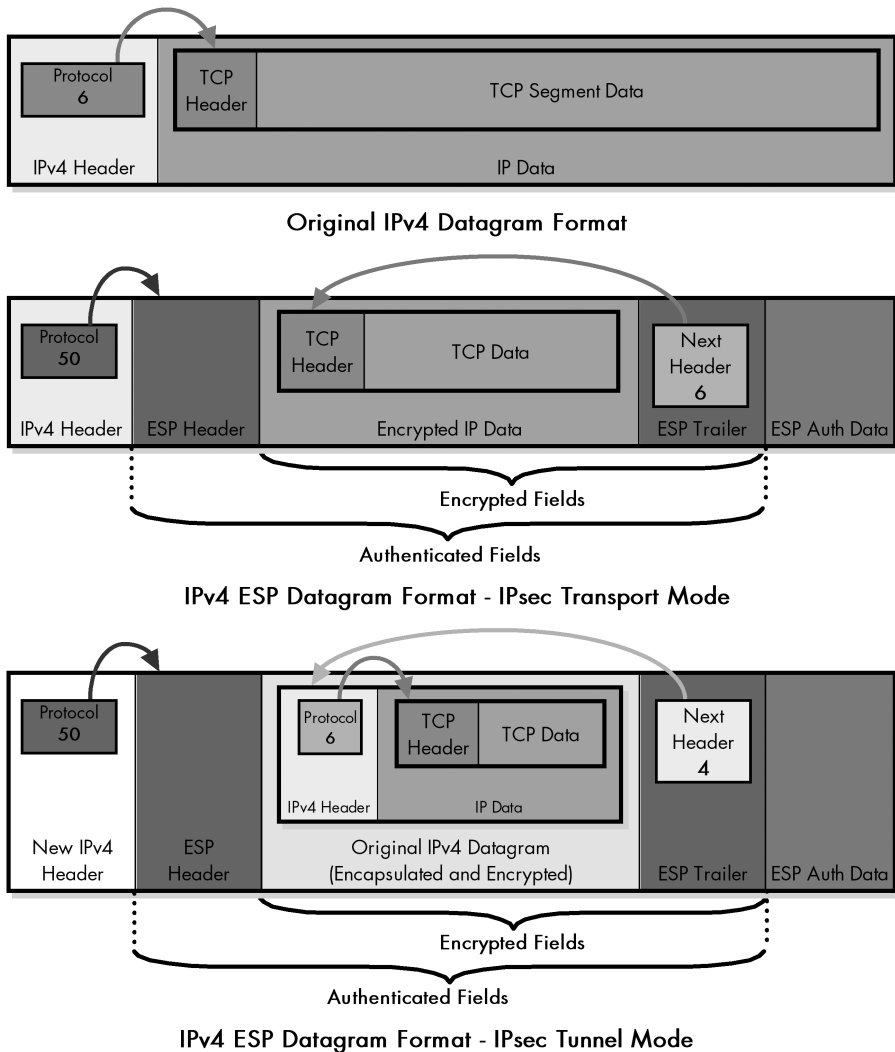 Protocol
6
TCP
Header
TCP Segment Data
IPv4 Header
IP Data
Original IPv4 Datagram Format
Protocol
50
TCP
Header
TCP Data
Next
Header
6
IPv4 Header
ESP Header
Encrypted IP Data
ESP Trailer
ESP Auth Data
Encrypted Fields
Authenticated Fields
IPv4 ESP Datagram Format - IPsec Transport Mode
Protocol
50
Protocol
6
TCP
Header
TCP Data
Next
Header
4
IPv4 Header
IP Data
New IPv4
Header
ESP
Header
Original IPv4 Datagram
(Encapsulated and Encrypted)
ESP Trailer
ESP Auth Data
Encrypted Fields
Authenticated Fields
IPv4 ESP Datagram Format - IPsec Tunnel Mode